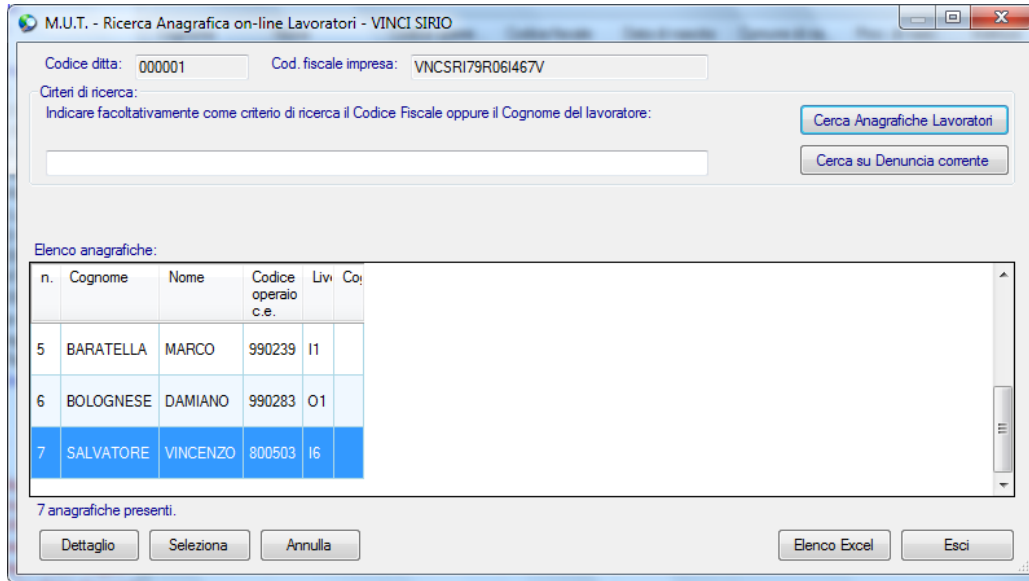 M.U.T. - Ricerca Anagrafica on-line Lavoratori - VINCI SIRIO
Codice ditta: 000001 Cod. fiscale impresa: VNCSRI79R06I467V
Cirteri di ricerca:
Indicare facoltativamente come criterio di ricerca il Codice Fiscale oppure il Cognome del lavoratore:
Cerca Anagrafiche Lavoratori
Cerca su Denuncia corrente
Elenco anagrafiche:
n. Cognome Nome Codice operaio c.e. Live Cog
5 BARATELLA MARCO 990239 I1
6 BOLOGNESE DAMIANO 990283 O1
7 SALVATORE VINCENZO 800503 I6
7 anagrafiche presenti.
Dettaglio Seleziona Annulla Elenco Excel Esci